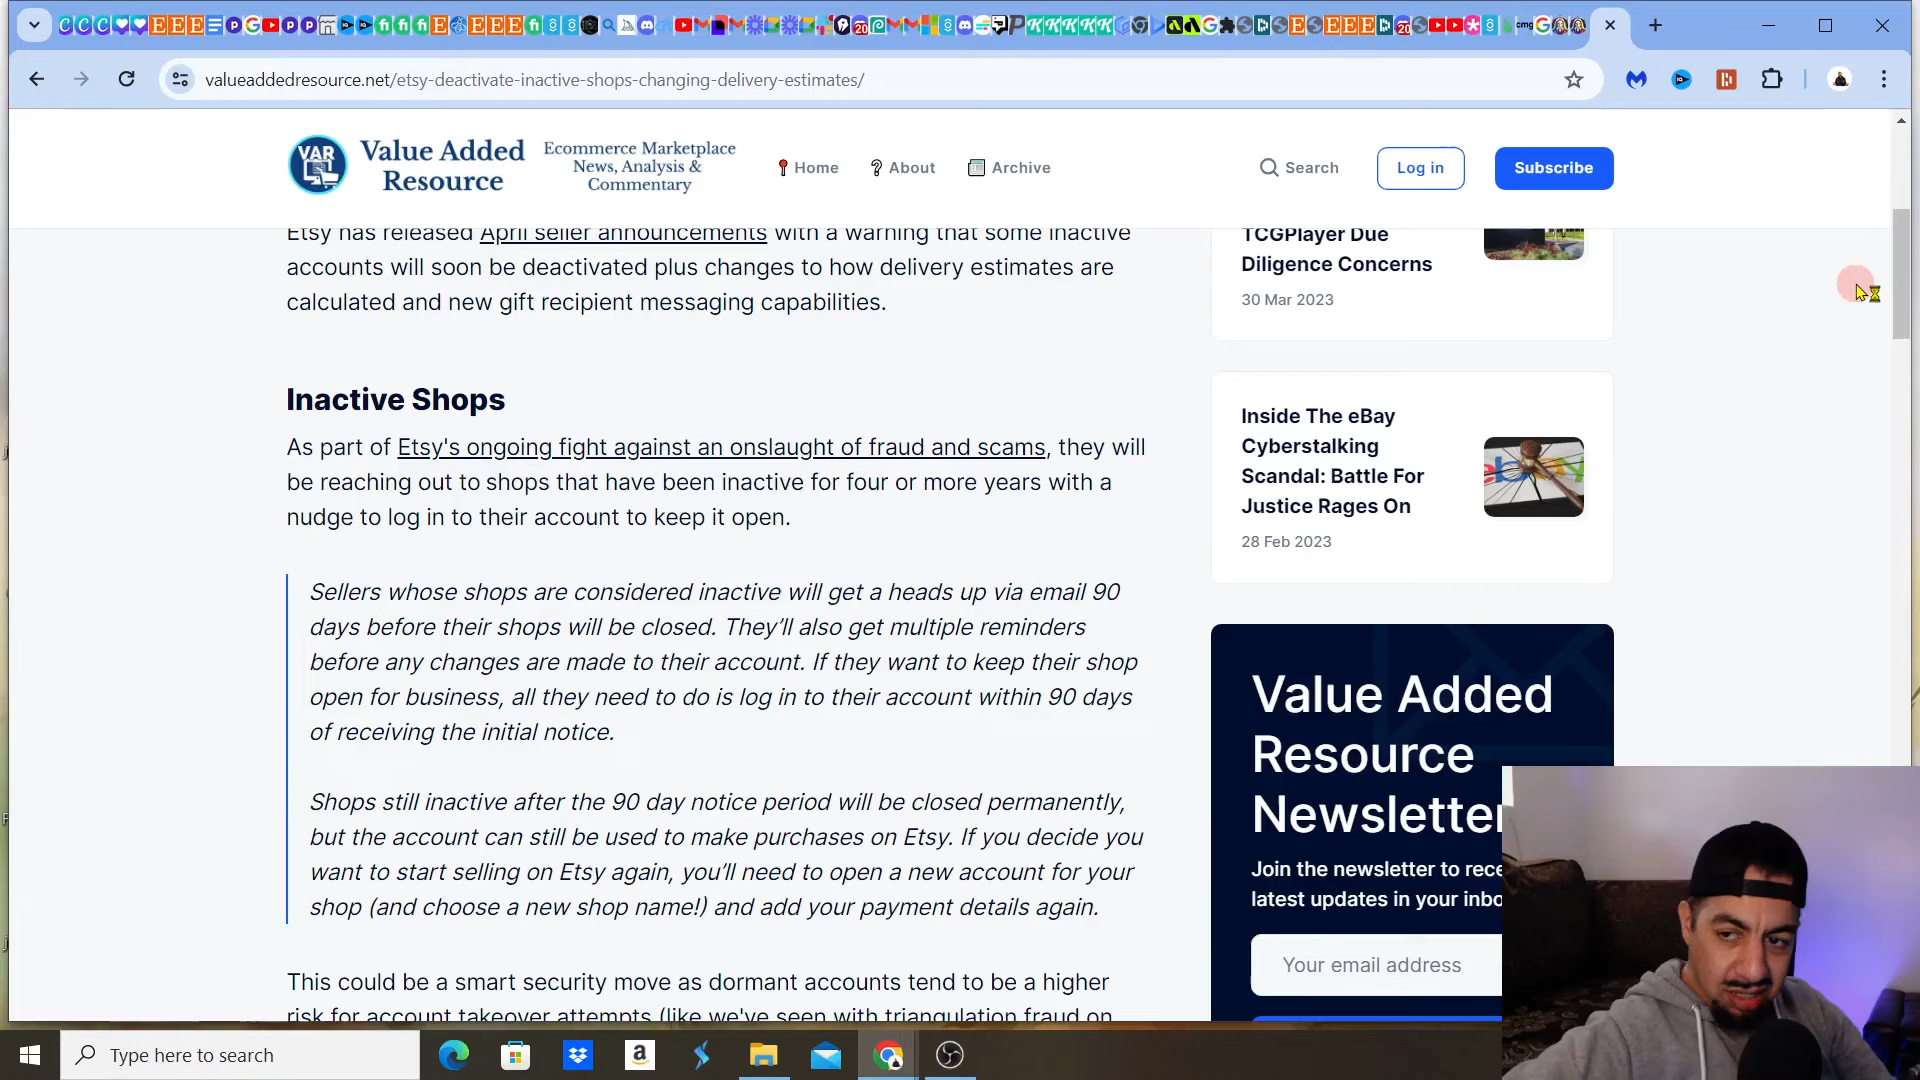 valueaddedresource.net/etsy-deactivate-inactive-shops-changing-delivery-estimates/
VAR
Value Added
Resource
Ecommerce Marketplace
News, Analysis &
Commentary
Home
About
Archive
Search
Log in
Subscribe
Etsy has released April seller announcements with a warning that some inactive
accounts will soon be deactivated plus changes to how delivery estimates are
calculated and new gift recipient messaging capabilities.
Inactive Shops
As part of Etsy's ongoing fight against an onslaught of fraud and scams, they will
be reaching out to shops that have been inactive for four or more years with a
nudge to log in to their account to keep it open.
Sellers whose shops are considered inactive will get a heads up via email 90
days before their shops will be closed. They'll also get multiple reminders
before any changes are made to their account. If they want to keep their shop
open for business, all they need to do is log in to their account within 90 days
of receiving the initial notice.
Shops still inactive after the 90 day notice period will be closed permanently,
but the account can still be used to make purchases on Etsy. If you decide you
want to start selling on Etsy again, you'll need to open a new account for your
shop (and choose a new shop name!) and add your payment details again.
This could be a smart security move as dormant accounts tend to be a higher
risk for account takeover attempts (like we've seen with triangulation fraud on
TCGPlayer Due
Diligence Concerns
30 Mar 2023
Inside The eBay
Cyberstalking
Scandal: Battle For
Justice Rages On
28 Feb 2023
Value Added
Resource
Newsletter
Join the newsletter to rece
latest updates in your inbo
Your email address
Type here to search